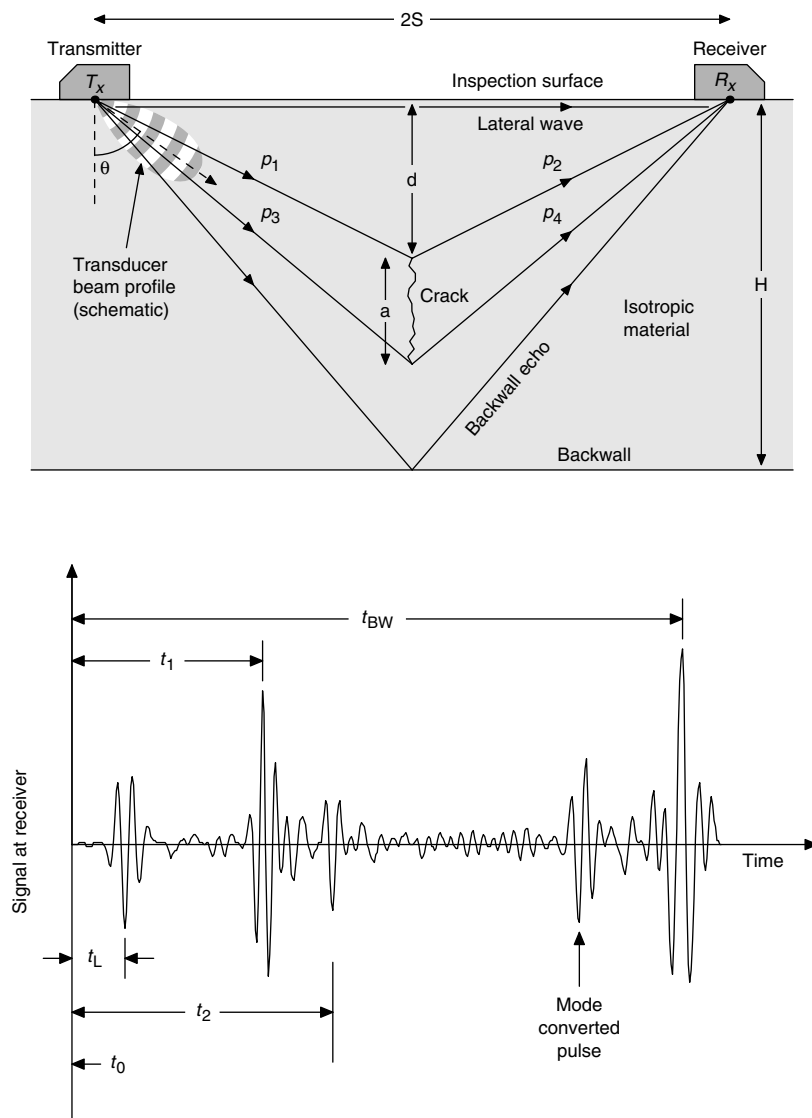 2S
Transmitter
Receiver
Tx
Rx
Inspection surface
Lateral wave
θ
p1
p2
d
p3
p4
Transducer
beam profile
(schematic)
a
Crack
H
Isotropic
material
Backwall echo
Backwall
tBW
t1
Signal at receiver
Time
tL
t2
Mode
converted
pulse
t0